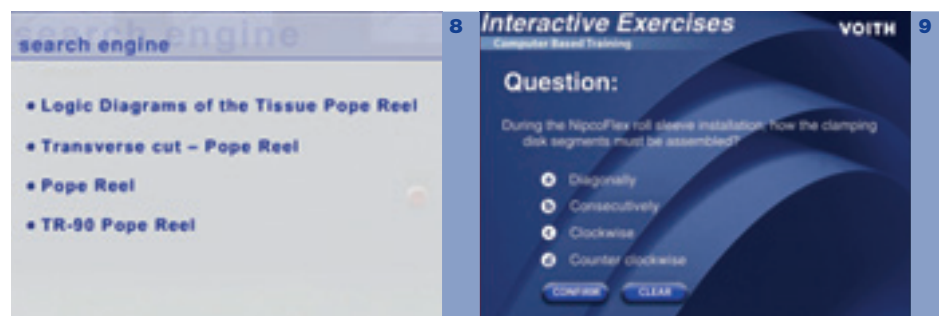 search engine
• Logic Diagrams of the Tissue Pope Reel
• Transverse cut – Pope Reel
• Pope Reel
• TR-90 Pope Reel
8
Interactive Exercises
Computer Based Training
VOITH
9
Question:
During the NipcoFlex roll sleeve installation, how the clamping
disk segments must be assembled?
a Diagonally
b Consecutively
c Clockwise
d Counter clockwise
CONFIRM CLEAR